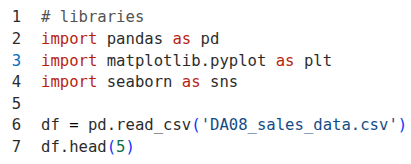 1 # libraries
2 import pandas as pd
3 import matplotlib.pyplot as plt
4 import seaborn as sns
5
6 df = pd.read_csv('DA08_sales_data.csv')
7 df.head(5)